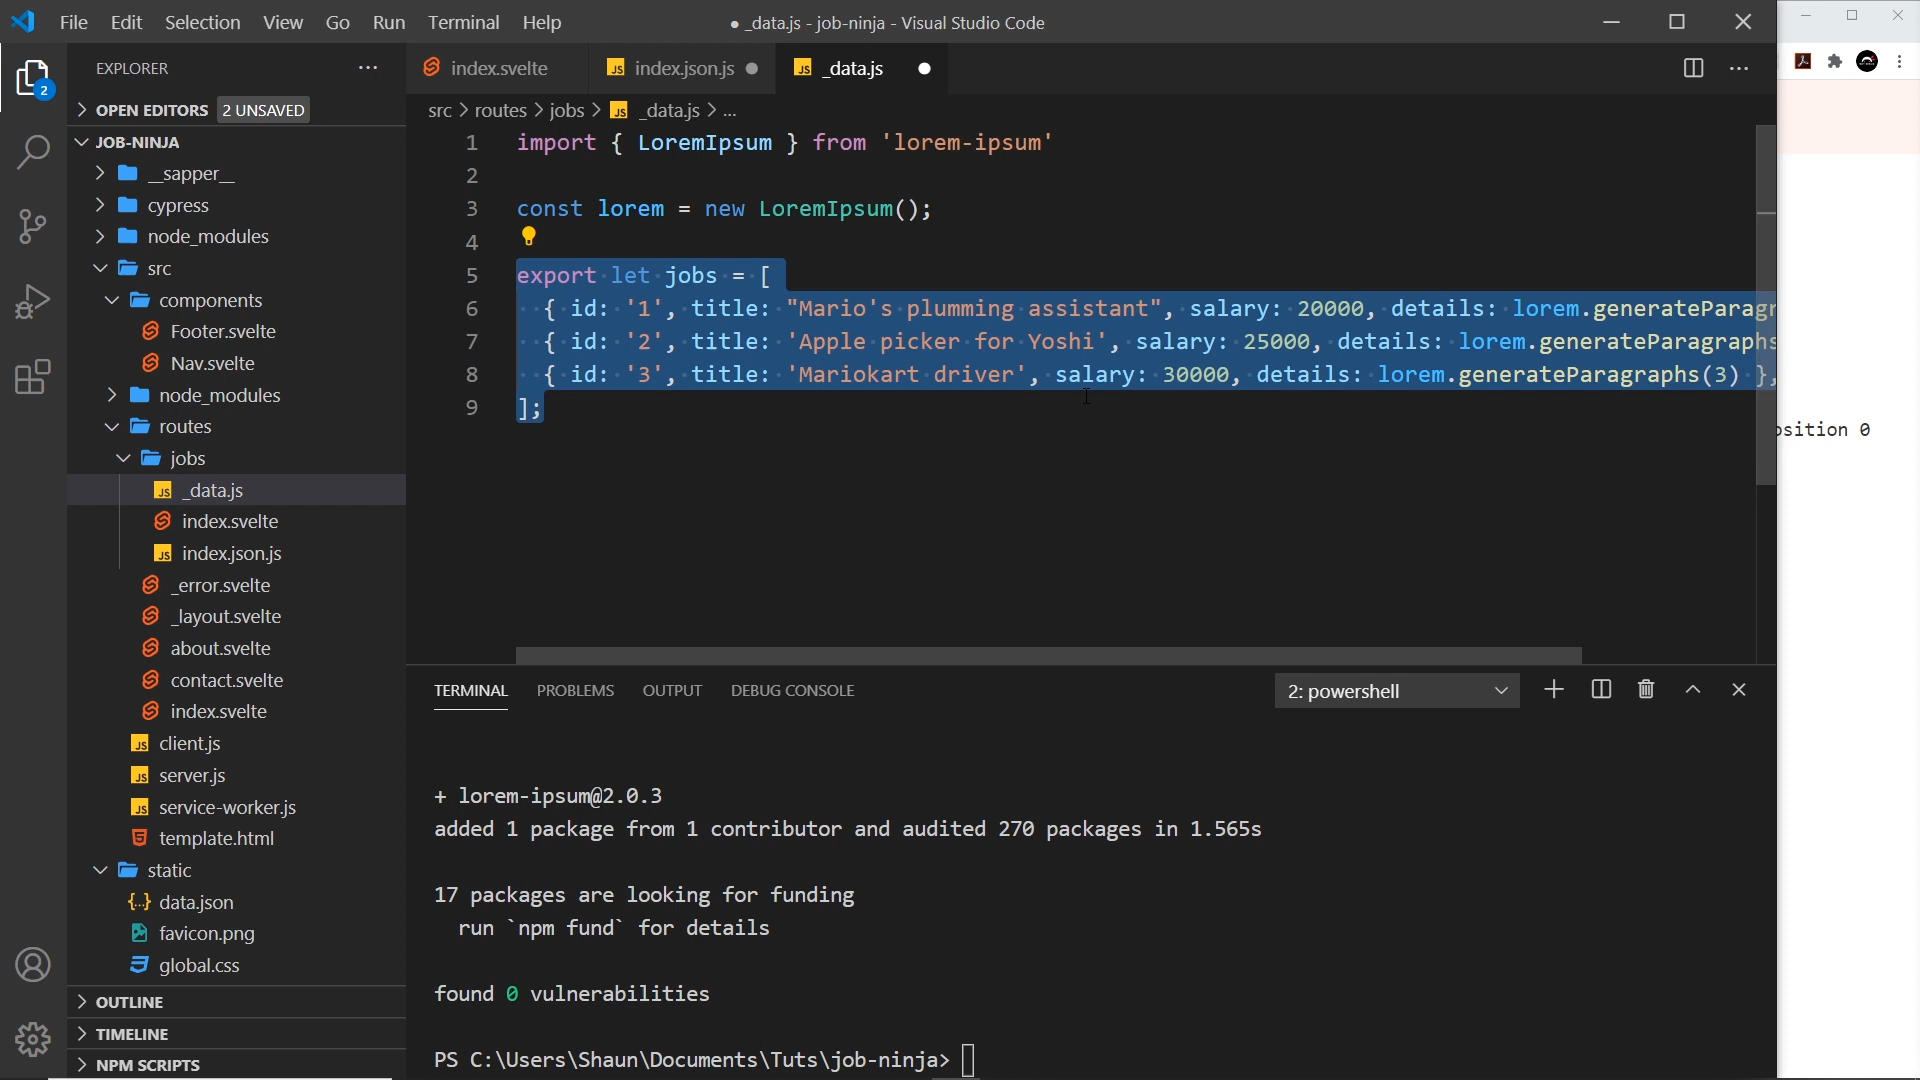 File Edit Selection View Go Run Terminal Help
● _data.js - job-ninja - Visual Studio Code
EXPLORER
OPEN EDITORS 2 UNSAVED
JOB-NINJA
__sapper__
cypress
node_modules
src
components
Footer.svelte
Nav.svelte
node_modules
routes
jobs
_data.js
index.svelte
index.json.js
_error.svelte
_layout.svelte
about.svelte
contact.svelte
index.svelte
client.js
server.js
service-worker.js
template.html
static
data.json
favicon.png
global.css
OUTLINE
TIMELINE
NPM SCRIPTS
2
index.svelte index.json.js _data.js
src > routes > jobs > _data.js > ...
1 import { LoremIpsum } from 'lorem-ipsum'
2
3 const lorem = new LoremIpsum();
4
5 export let jobs = [
6 { id: '1', title: "Mario's plumming assistant", salary: 20000, details: lorem.generateParagr
7 { id: '2', title: 'Apple picker for Yoshi', salary: 25000, details: lorem.generateParagraphs
8 { id: '3', title: 'Mariokart driver', salary: 30000, details: lorem.generateParagraphs(3) },
9 ];
TERMINAL PROBLEMS OUTPUT DEBUG CONSOLE
2: powershell
+ lorem-ipsum@2.0.3
added 1 package from 1 contributor and audited 270 packages in 1.565s
17 packages are looking for funding
run `npm fund` for details
found 0 vulnerabilities
PS C:\Users\Shaun\Documents\Tuts\job-ninja>
osition 0